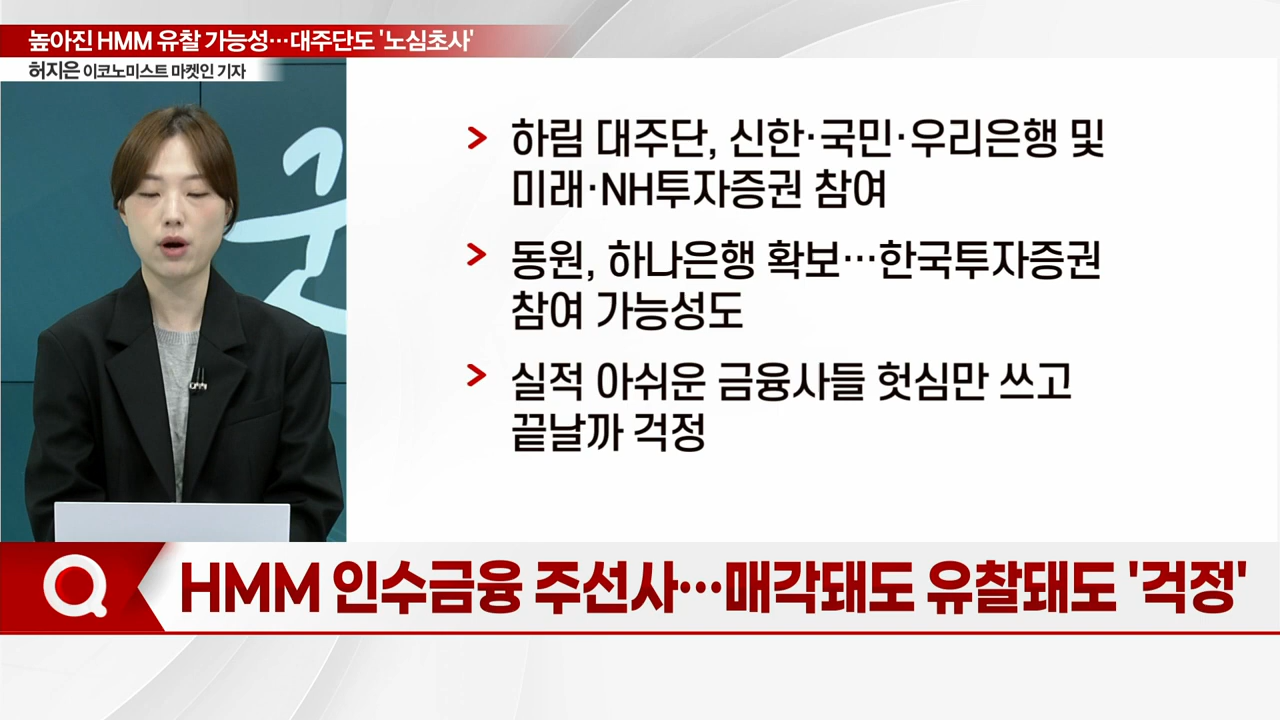 높아진 HMM 유찰 가능성…대주단도 '노심초사'
허지은 이코노미스트 마켓인 기자
> 하림 대주단, 신한·국민·우리은행 및
미래·NH투자증권 참여
> 동원, 하나은행 확보…한국투자증권
참여 가능성도
> 실적 아쉬운 금융사들 헛심만 쓰고
끝날까 걱정
HMM 인수금융 주선사…매각돼도 유찰돼도 '걱정'